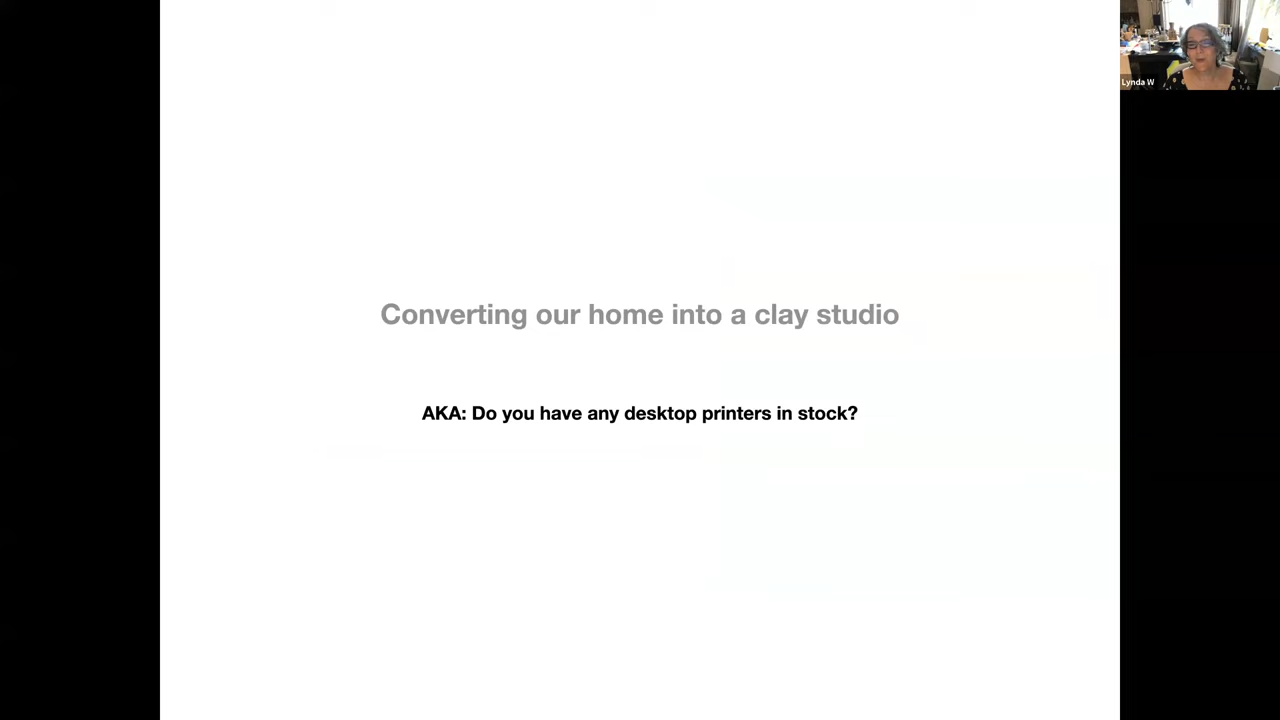 Lynda W
Converting our home into a clay studio
AKA: Do you have any desktop printers in stock?